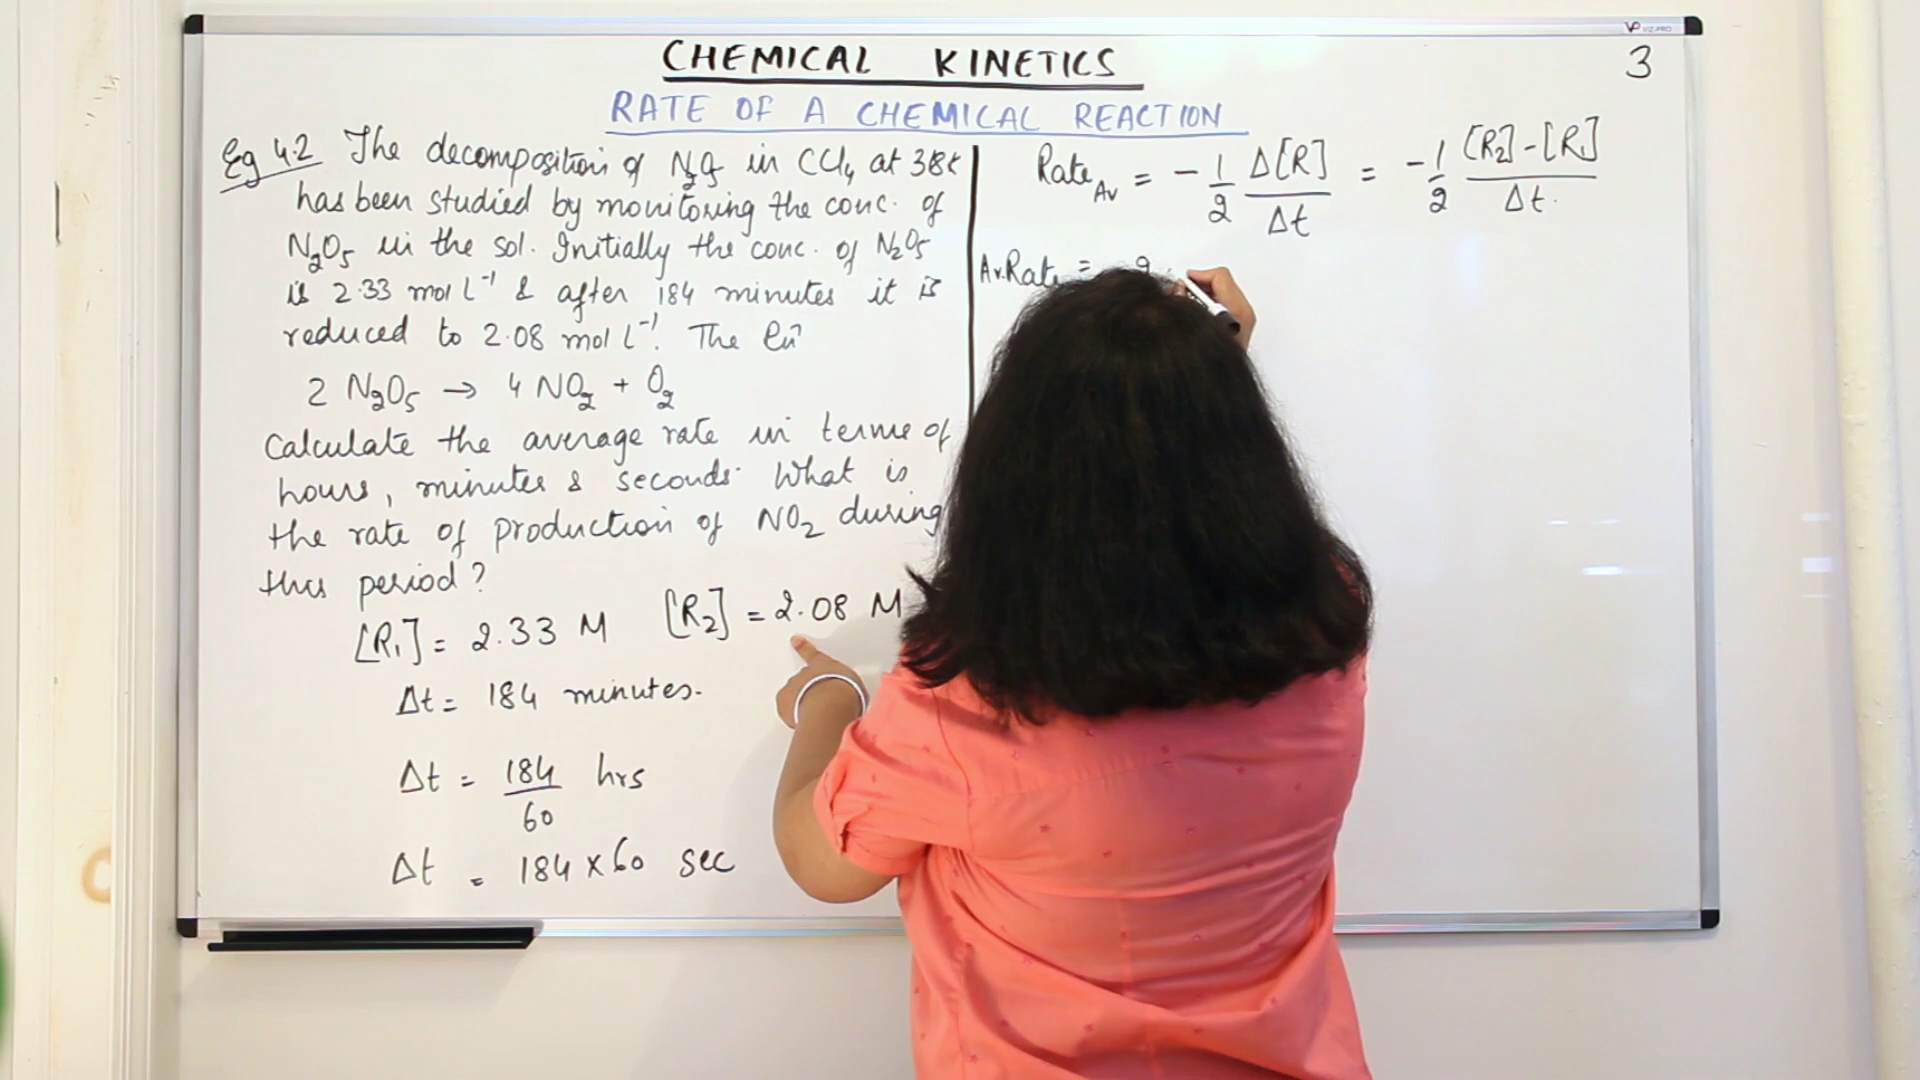 VIZ-PRO
CHEMICAL KINETICS
3
RATE OF A CHEMICAL REACTION
Eg 4.2 The decomposition of N2O5 in CCl4 at 318K
has been studied by monitoring the conc. of
N2O5 in the sol. Initially the conc. of N2O5
is 2.33 mol L⁻¹ & after 184 minutes it is
reduced to 2.08 mol L⁻¹. The
2 N2O5 → 4 NO2 + O2
Calculate the average rate in terms of
hours, minutes & seconds. What is
the rate of production of NO2 during
this period?
[R1] = 2.33 M [R2] = 2.08 M
Δt = 184 minutes.
Δt = 184/60 hrs
Δt = 184 x 60 sec
Rate Av = - 1/2 Δ[R]/Δt = - 1/2 [R2]-[R1]/Δt.
Av. Rate =